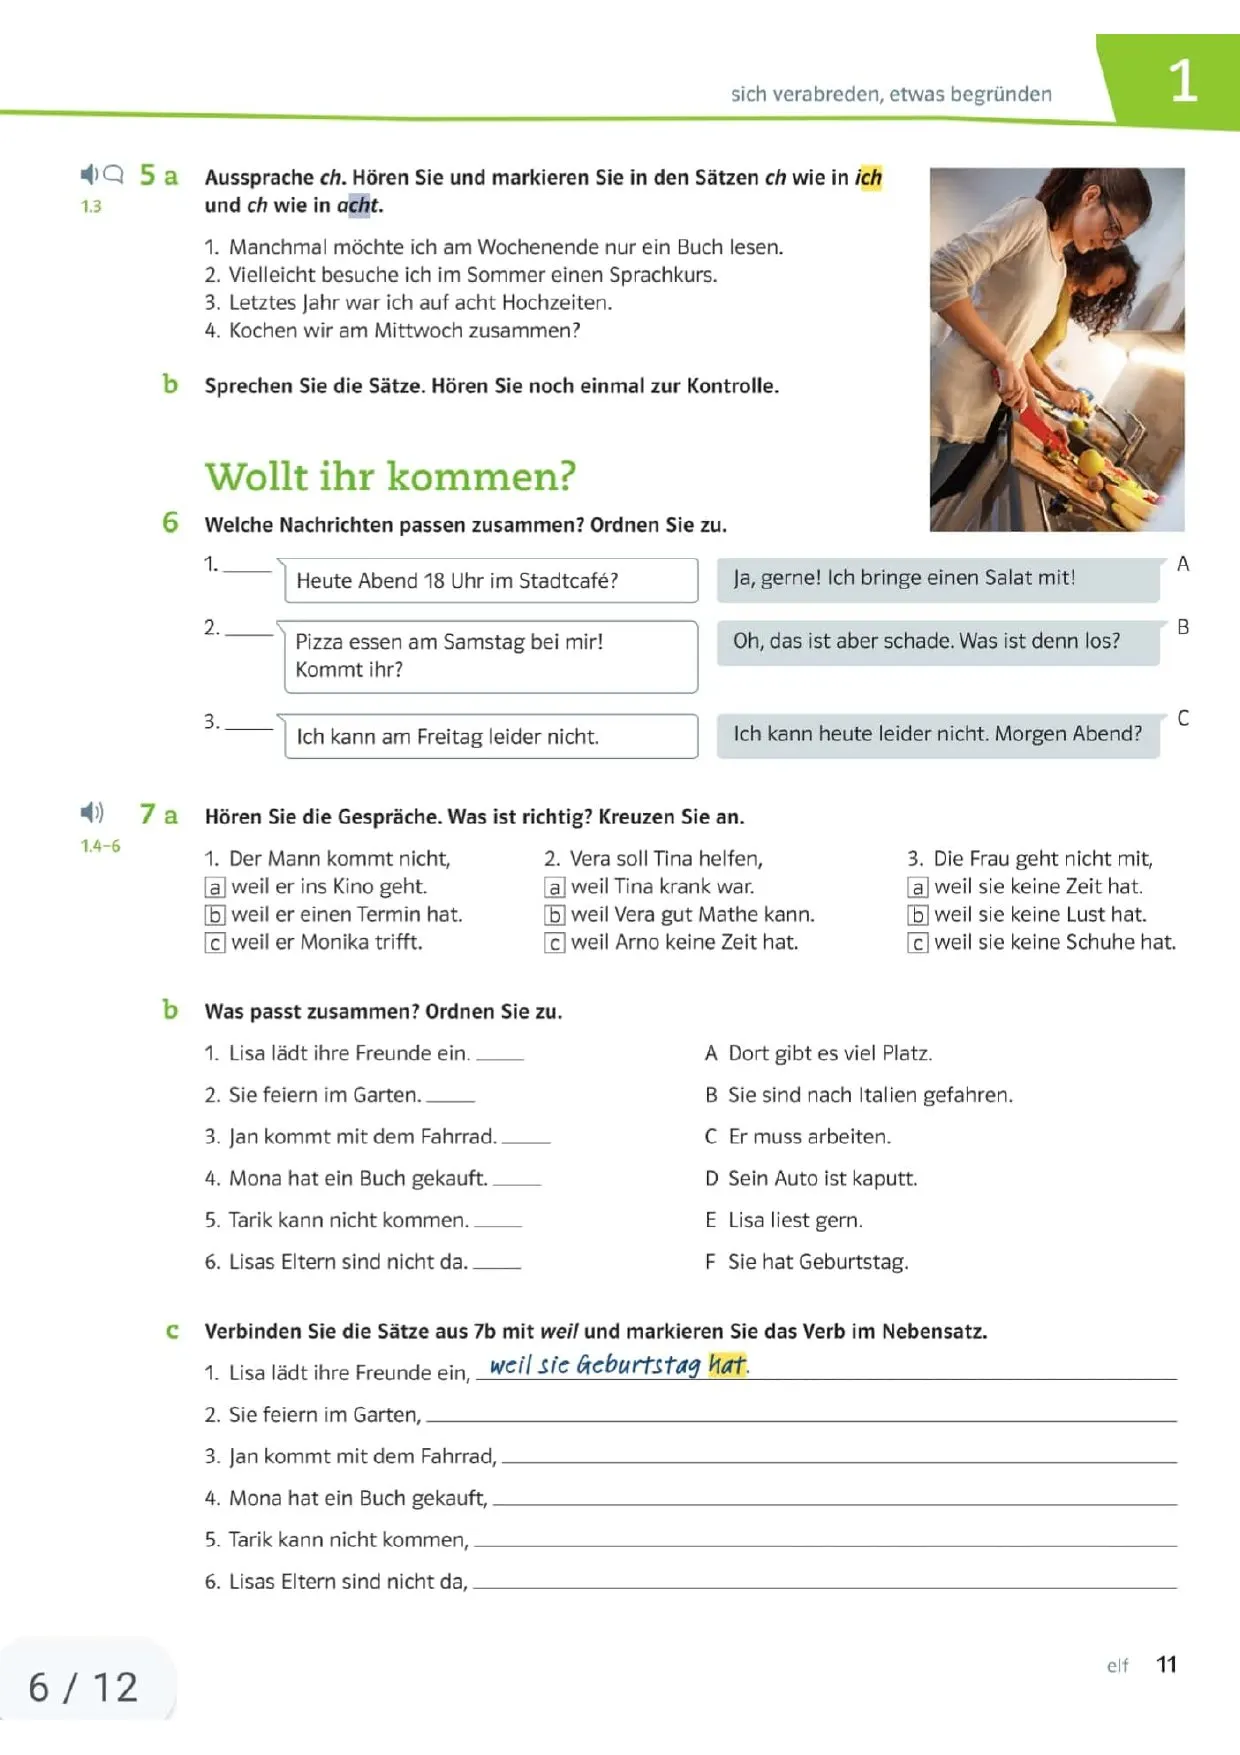 sich verabreden, etwas begründen
1
5 a Aussprache ch. Hören Sie und markieren Sie in den Sätzen ch wie in ich
1.3 und ch wie in acht.
1. Manchmal möchte ich am Wochenende nur ein Buch lesen.
2. Vielleicht besuche ich im Sommer einen Sprachkurs.
3. Letztes Jahr war ich auf acht Hochzeiten.
4. Kochen wir am Mittwoch zusammen?
b Sprechen Sie die Sätze. Hören Sie noch einmal zur Kontrolle.
Wollt ihr kommen?
6 Welche Nachrichten passen zusammen? Ordnen Sie zu.
1. ____ Heute Abend 18 Uhr im Stadtcafé? Ja, gerne! Ich bringe einen Salat mit! A
2. ____ Pizza essen am Samstag bei mir! Oh, das ist aber schade. Was ist denn los? B
Kommt ihr?
3. ____ Ich kann am Freitag leider nicht. Ich kann heute leider nicht. Morgen Abend? C
7 a Hören Sie die Gespräche. Was ist richtig? Kreuzen Sie an.
1.4–6
1. Der Mann kommt nicht,
a weil er ins Kino geht.
b weil er einen Termin hat.
c weil er Monika trifft.
2. Vera soll Tina helfen,
a weil Tina krank war.
b weil Vera gut Mathe kann.
c weil Arno keine Zeit hat.
3. Die Frau geht nicht mit,
a weil sie keine Zeit hat.
b weil sie keine Lust hat.
c weil sie keine Schuhe hat.
b Was passt zusammen? Ordnen Sie zu.
1. Lisa lädt ihre Freunde ein. ____ A Dort gibt es viel Platz.
2. Sie feiern im Garten. ____ B Sie sind nach Italien gefahren.
3. Jan kommt mit dem Fahrrad. ____ C Er muss arbeiten.
4. Mona hat ein Buch gekauft. ____ D Sein Auto ist kaputt.
5. Tarik kann nicht kommen. ____ E Lisa liest gern.
6. Lisas Eltern sind nicht da. ____ F Sie hat Geburtstag.
c Verbinden Sie die Sätze aus 7b mit weil und markieren Sie das Verb im Nebensatz.
1. Lisa lädt ihre Freunde ein, weil sie Geburtstag hat.
2. Sie feiern im Garten, ____
3. Jan kommt mit dem Fahrrad, ____
4. Mona hat ein Buch gekauft, ____
5. Tarik kann nicht kommen, ____
6. Lisas Eltern sind nicht da, ____
elf 11
6 / 12